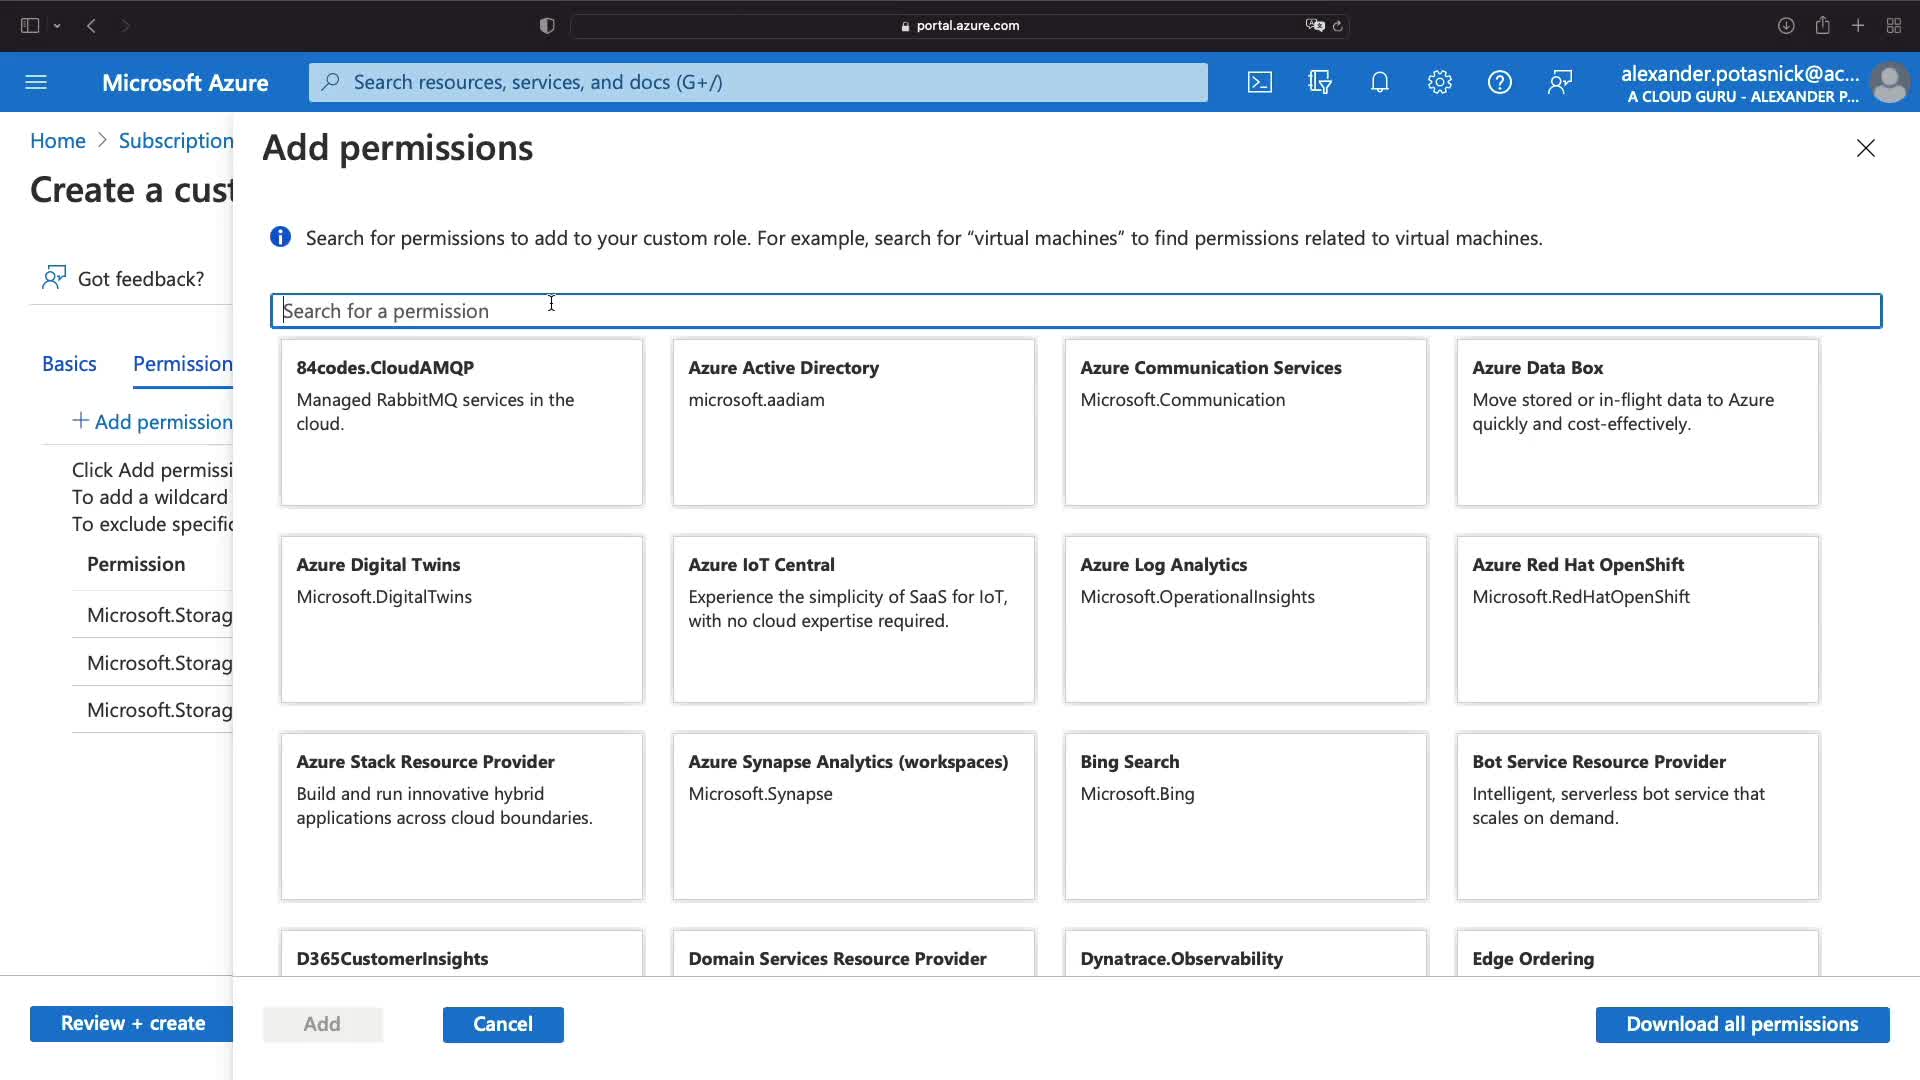 portal.azure.com
Microsoft Azure
Search resources, services, and docs (G+/)
alexander.potasnick@ac...
A CLOUD GURU - ALEXANDER P...
Home > Subscription
Create a cust
Got feedback?
Basics
Permission
+ Add permission
Click Add permissi
To add a wildcard
To exclude specific
Permission
Microsoft.Storag
Microsoft.Storag
Microsoft.Storag
Review + create
Add permissions
Search for permissions to add to your custom role. For example, search for “virtual machines” to find permissions related to virtual machines.
Search for a permission
84codes.CloudAMQP
Managed RabbitMQ services in the
cloud.
Azure Active Directory
microsoft.aadiam
Azure Communication Services
Microsoft.Communication
Azure Data Box
Move stored or in-flight data to Azure
quickly and cost-effectively.
Azure Digital Twins
Microsoft.DigitalTwins
Azure IoT Central
Experience the simplicity of SaaS for IoT,
with no cloud expertise required.
Azure Log Analytics
Microsoft.OperationalInsights
Azure Red Hat OpenShift
Microsoft.RedHatOpenShift
Azure Stack Resource Provider
Build and run innovative hybrid
applications across cloud boundaries.
Azure Synapse Analytics (workspaces)
Microsoft.Synapse
Bing Search
Microsoft.Bing
Bot Service Resource Provider
Intelligent, serverless bot service that
scales on demand.
D365CustomerInsights
Domain Services Resource Provider
Dynatrace.Observability
Edge Ordering
Add
Cancel
Download all permissions